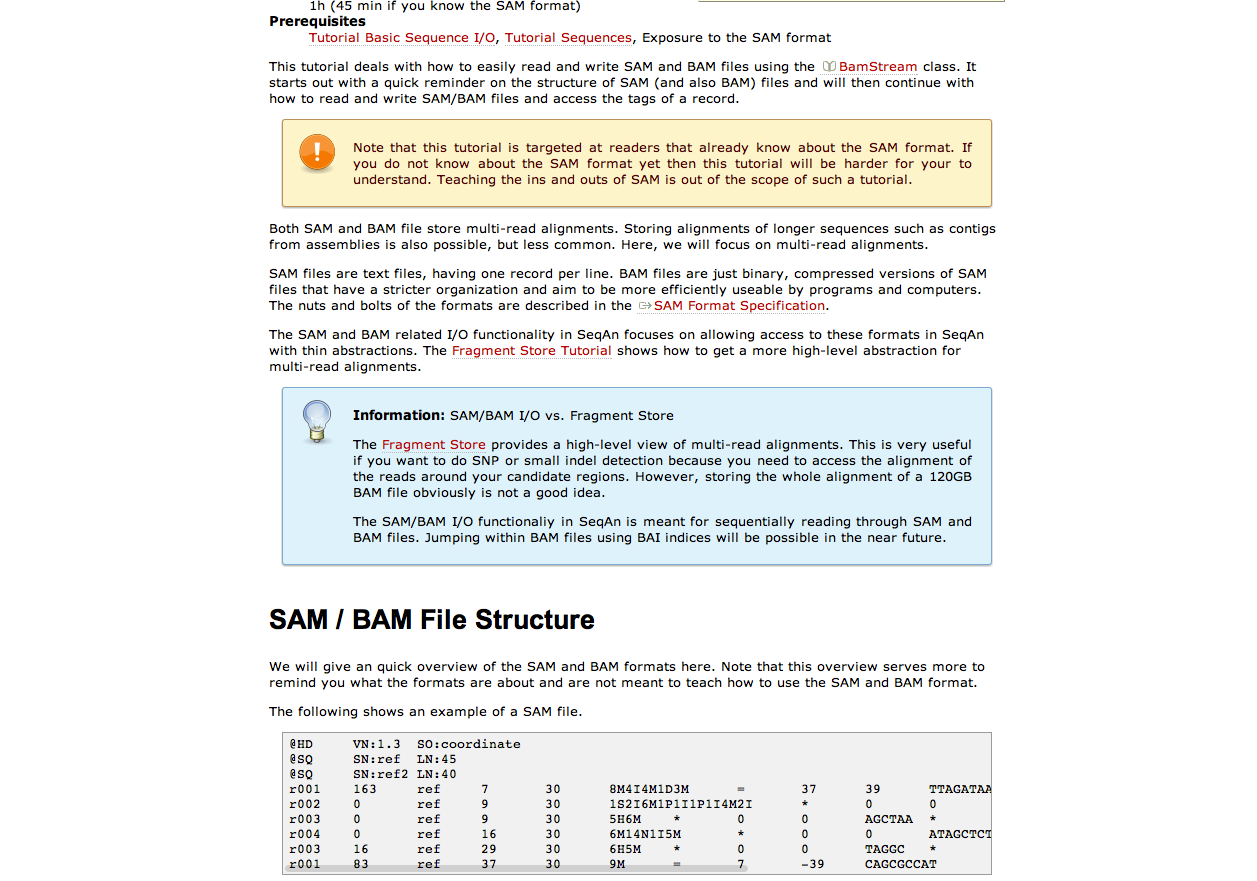 1h (45 min if you know the SAM format)
Prerequisites
Tutorial Basic Sequence I/O, Tutorial Sequences, Exposure to the SAM format
This tutorial deals with how to easily read and write SAM and BAM files using the BamStream class. It
starts out with a quick reminder on the structure of SAM (and also BAM) files and will then continue with
how to read and write SAM/BAM files and access the tags of a record.
Note that this tutorial is targeted at readers that already know about the SAM format. If
you do not know about the SAM format yet then this tutorial will be harder for your to
understand. Teaching the ins and outs of SAM is out of the scope of such a tutorial.
Both SAM and BAM file store multi-read alignments. Storing alignments of longer sequences such as contigs
from assemblies is also possible, but less common. Here, we will focus on multi-read alignments.
SAM files are text files, having one record per line. BAM files are just binary, compressed versions of SAM
files that have a stricter organization and aim to be more efficiently useable by programs and computers.
The nuts and bolts of the formats are described in the SAM Format Specification.
The SAM and BAM related I/O functionality in SeqAn focuses on allowing access to these formats in SeqAn
with thin abstractions. The Fragment Store Tutorial shows how to get a more high-level abstraction for
multi-read alignments.
Information: SAM/BAM I/O vs. Fragment Store
The Fragment Store provides a high-level view of multi-read alignments. This is very useful
if you want to do SNP or small indel detection because you need to access the alignment of
the reads around your candidate regions. However, storing the whole alignment of a 120GB
BAM file obviously is not a good idea.
The SAM/BAM I/O functionaliy in SeqAn is meant for sequentially reading through SAM and
BAM files. Jumping within BAM files using BAI indices will be possible in the near future.
SAM / BAM File Structure
We will give an quick overview of the SAM and BAM formats here. Note that this overview serves more to
remind you what the formats are about and are not meant to teach how to use the SAM and BAM format.
The following shows an example of a SAM file.
@HD VN:1.3 SO:coordinate
@SQ SN:ref LN:45
@SQ SN:ref2 LN:40
r001 163 ref 7 30 8M4I4M1D3M = 37 39 TTAGATAA
r002 0 ref 9 30 1S2I6M1P1I1P1I4M2I * 0 0
r003 0 ref 9 30 5H6M * 0 0 AGCTAA *
r004 0 ref 16 30 6M14N1I5M * 0 0 ATAGCTCT
r003 16 ref 29 30 6H5M * 0 0 TAGGC *
r001 83 ref 37 30 9M = 7 -39 CAGCGCCAT